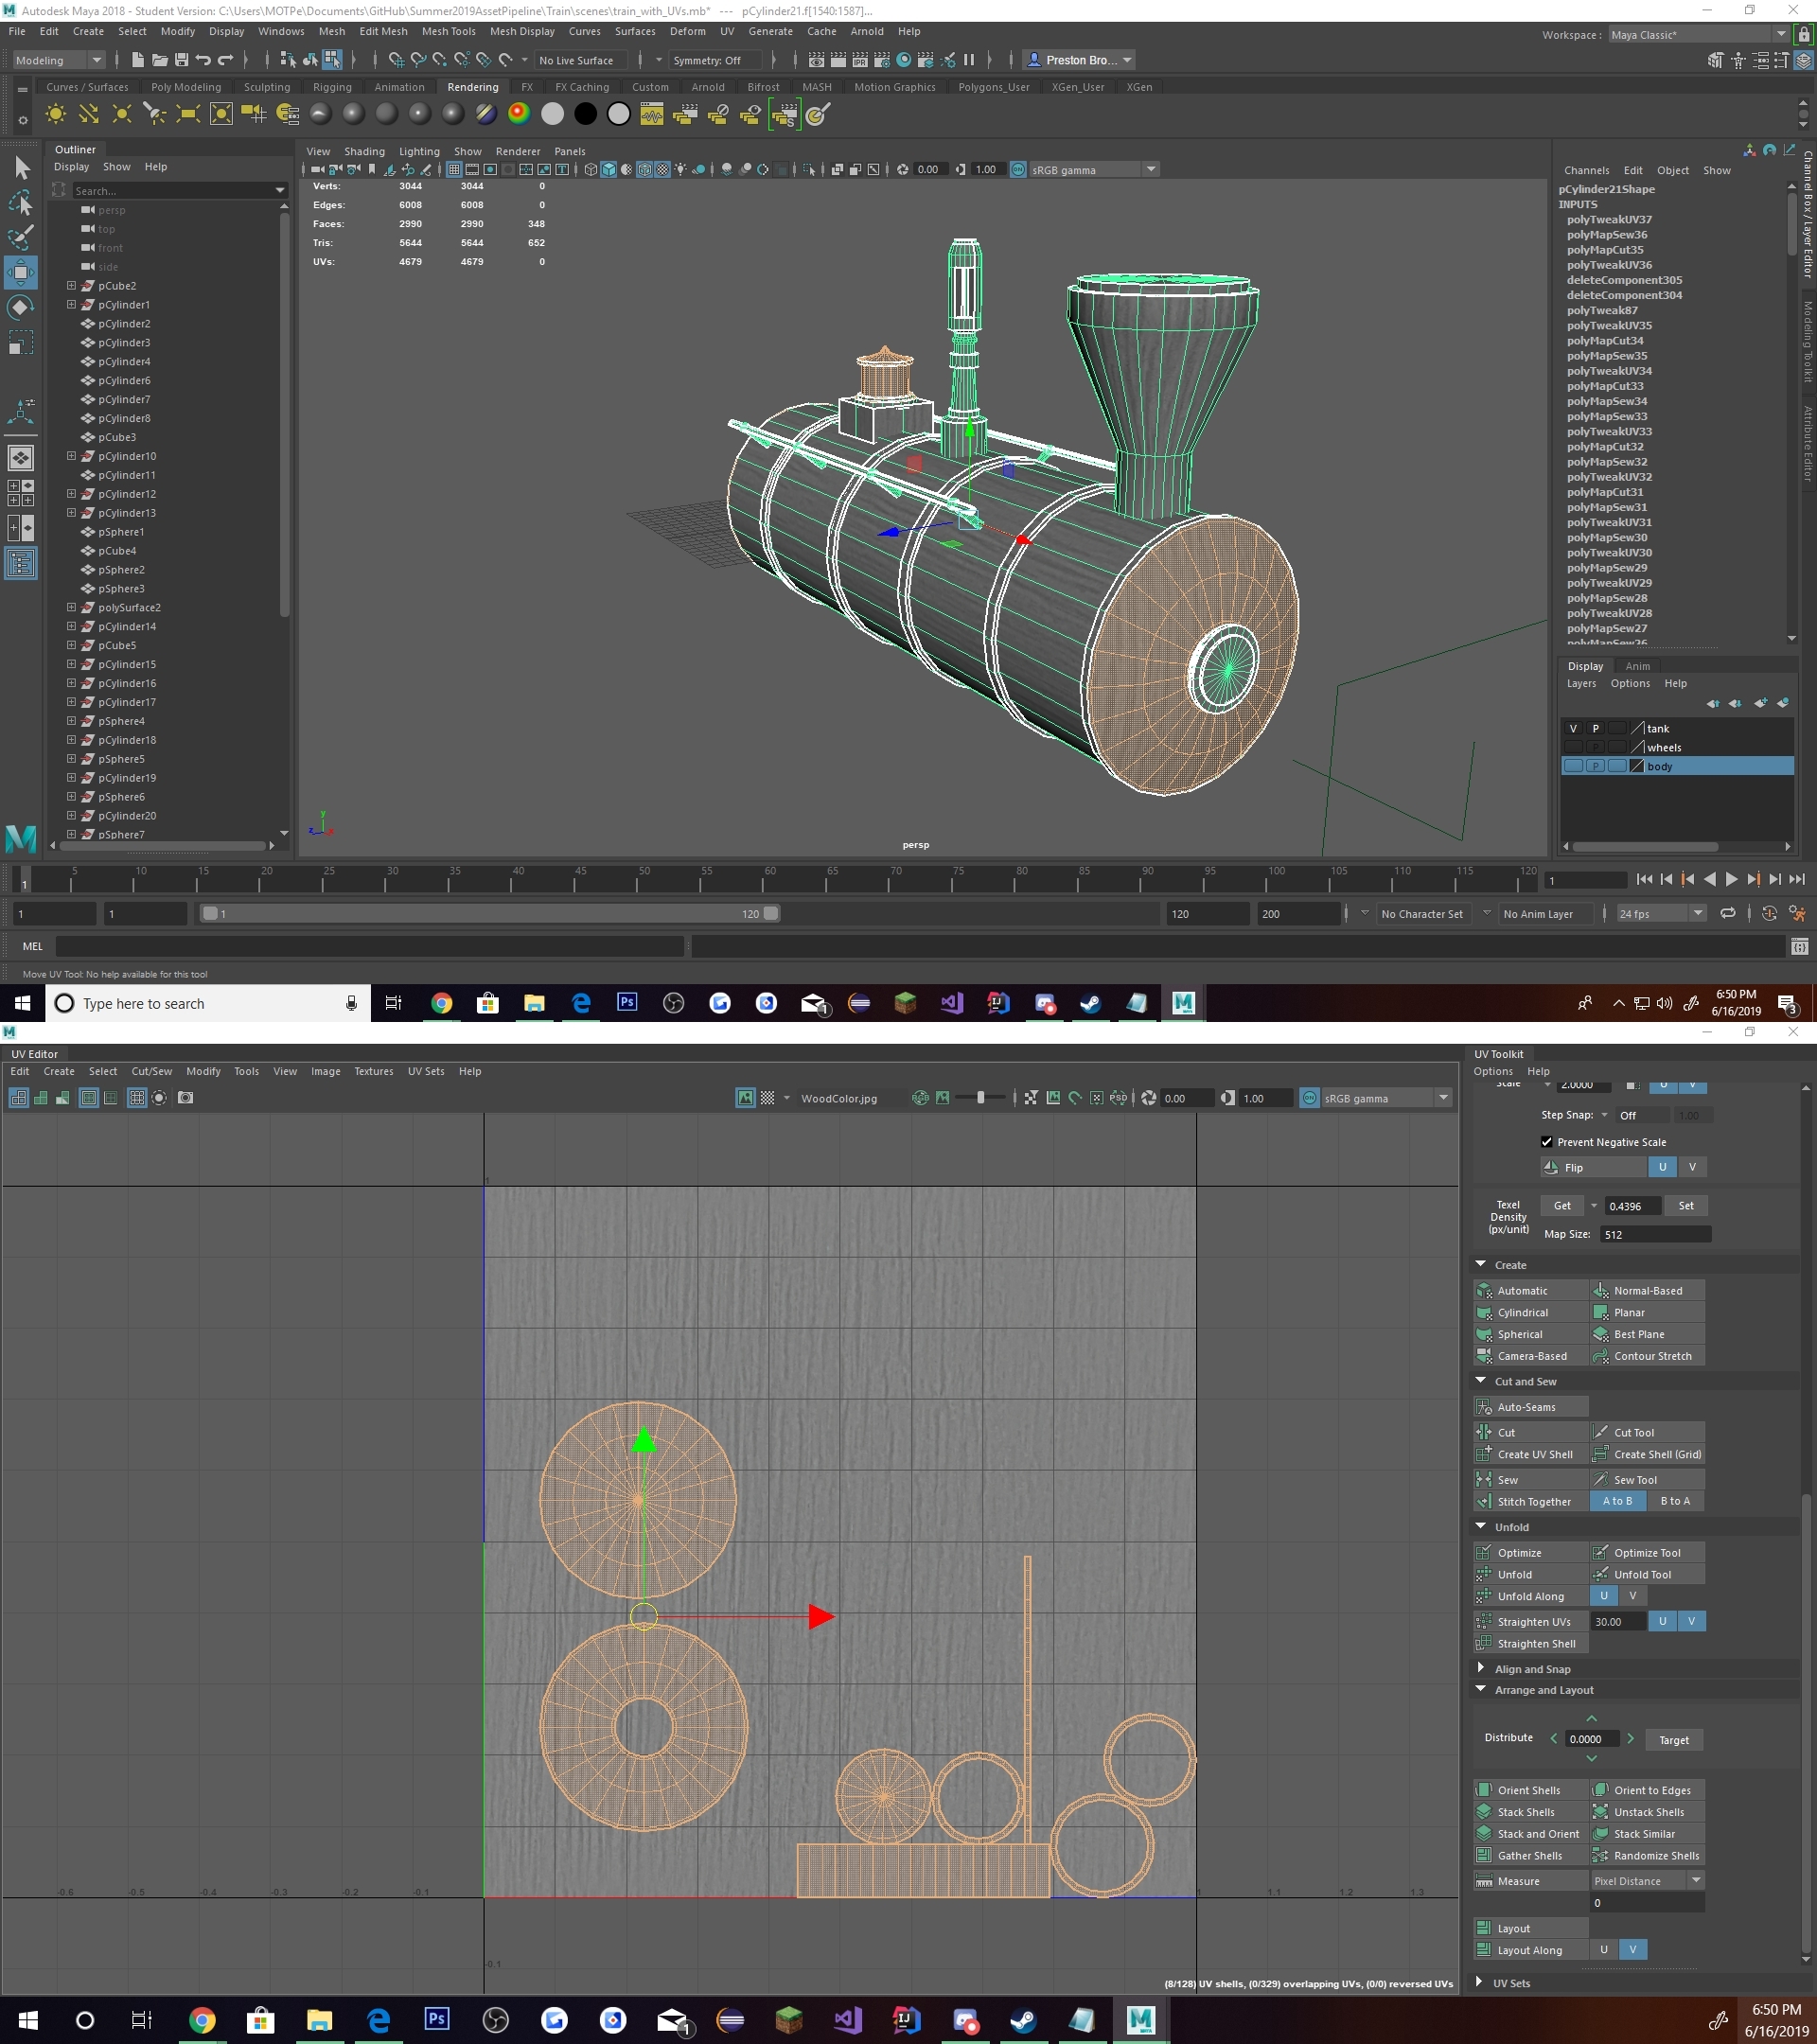 Autodesk Maya 2018 - Student Version: C:\Users\MOTPe\Documents\GitHub\Summer2019AssetPipeline\Train\scenes\train_with_UVs.mb* --- pCylinder21.f[1540:1587]...
File Edit Create Select Modify Display Windows Mesh Edit Mesh Mesh Tools Mesh Display Curves Surfaces Deform UV Generate Cache Arnold Help
Workspace : Maya Classic*
Modeling No Live Surface Symmetry: Off Preston Bro...
Curves / Surfaces Poly Modeling Sculpting Rigging Animation Rendering FX FX Caching Custom Arnold Bifrost MASH Motion Graphics Polygons_User XGen_User XGen
Outliner
Display Show Help
Search...
persp
top
front
side
pCube2
pCylinder1
pCylinder2
pCylinder3
pCylinder4
pCylinder6
pCylinder7
pCylinder8
pCube3
pCylinder10
pCylinder11
pCylinder12
pCylinder13
pSphere1
pCube4
pSphere2
pSphere3
polySurface2
pCylinder14
pCube5
pCylinder15
pCylinder16
pCylinder17
pSphere4
pCylinder18
pSphere5
pCylinder19
pSphere6
pCylinder20
pSphere7
View Shading Lighting Show Renderer Panels
0.00 1.00 sRGB gamma
Verts: 3044 3044 0
Edges: 6008 6008 0
Faces: 2990 2990 348
Tris: 5644 5644 652
UVs: 4679 4679 0
y
z
x
persp
Channels Edit Object Show
pCylinder21Shape
INPUTS
polyTweakUV37
polyMapSew36
polyMapCut35
polyTweakUV36
deleteComponent305
deleteComponent304
polyTweak87
polyTweakUV35
polyMapCut34
polyMapSew35
polyTweakUV34
polyMapCut33
polyMapSew34
polyMapSew33
polyTweakUV33
polyMapCut32
polyMapSew32
polyTweakUV32
polyMapCut31
polyMapSew31
polyTweakUV31
polyMapSew30
polyTweakUV30
polyMapSew29
polyTweakUV29
polyMapSew28
polyTweakUV28
polyMapSew27
polyMapSew26
Channel Box / Layer Editor
Modeling Toolkit
Attribute Editor
Display Anim
Layers Options Help
V P tank
P wheels
P body
1 5 10 15 20 25 30 35 40 45 50 55 60 65 70 75 80 85 90 95 100 105 110 115 120 1
1 1 1 120 120 200 No Character Set No Anim Layer 24 fps
MEL
Move UV Tool: No help available for this tool
Type here to search
6:50 PM
6/16/2019
3
UV Editor
Edit Create Select Cut/Sew Modify Tools View Image Textures UV Sets Help
WoodColor.jpg 0.00 1.00 sRGB gamma
1
-0.6 -0.5 -0.4 -0.3 -0.2 -0.1 1 1.1 1.2 1.3
-0.1
(8/128) UV shells, (0/329) overlapping UVs, (0/0) reversed UVs
UV Toolkit
Options Help
Scale 2.0000 U V
Step Snap: Off 1.00
Prevent Negative Scale
Flip U V
Texel Density (px/unit) Get 0.4396 Set
Map Size: 512
Create
Automatic Normal-Based
Cylindrical Planar
Spherical Best Plane
Camera-Based Contour Stretch
Cut and Sew
Auto-Seams
Cut Cut Tool
Create UV Shell Create Shell (Grid)
Sew Sew Tool
Stitch Together A to B B to A
Unfold
Optimize Optimize Tool
Unfold Unfold Tool
Unfold Along U V
Straighten UVs 30.00 U V
Straighten Shell
Align and Snap
Arrange and Layout
Distribute 0.0000 Target
Orient Shells Orient to Edges
Stack Shells Unstack Shells
Stack and Orient Stack Similar
Gather Shells Randomize Shells
Measure Pixel Distance
0
Layout
Layout Along U V
UV Sets
6:50 PM
6/16/2019